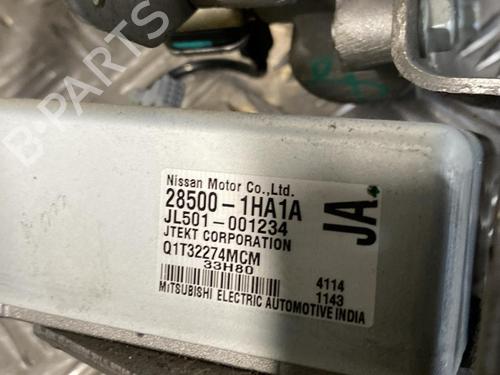 B-PARTS
Nissan Motor Co.,Ltd.
28500-1HA1A
JL501-001234
JTEKT CORPORATION
Q1T32274MCM
33H80
4114
1143
MITSUBISHI ELECTRIC AUTOMOTIVE INDIA
JA